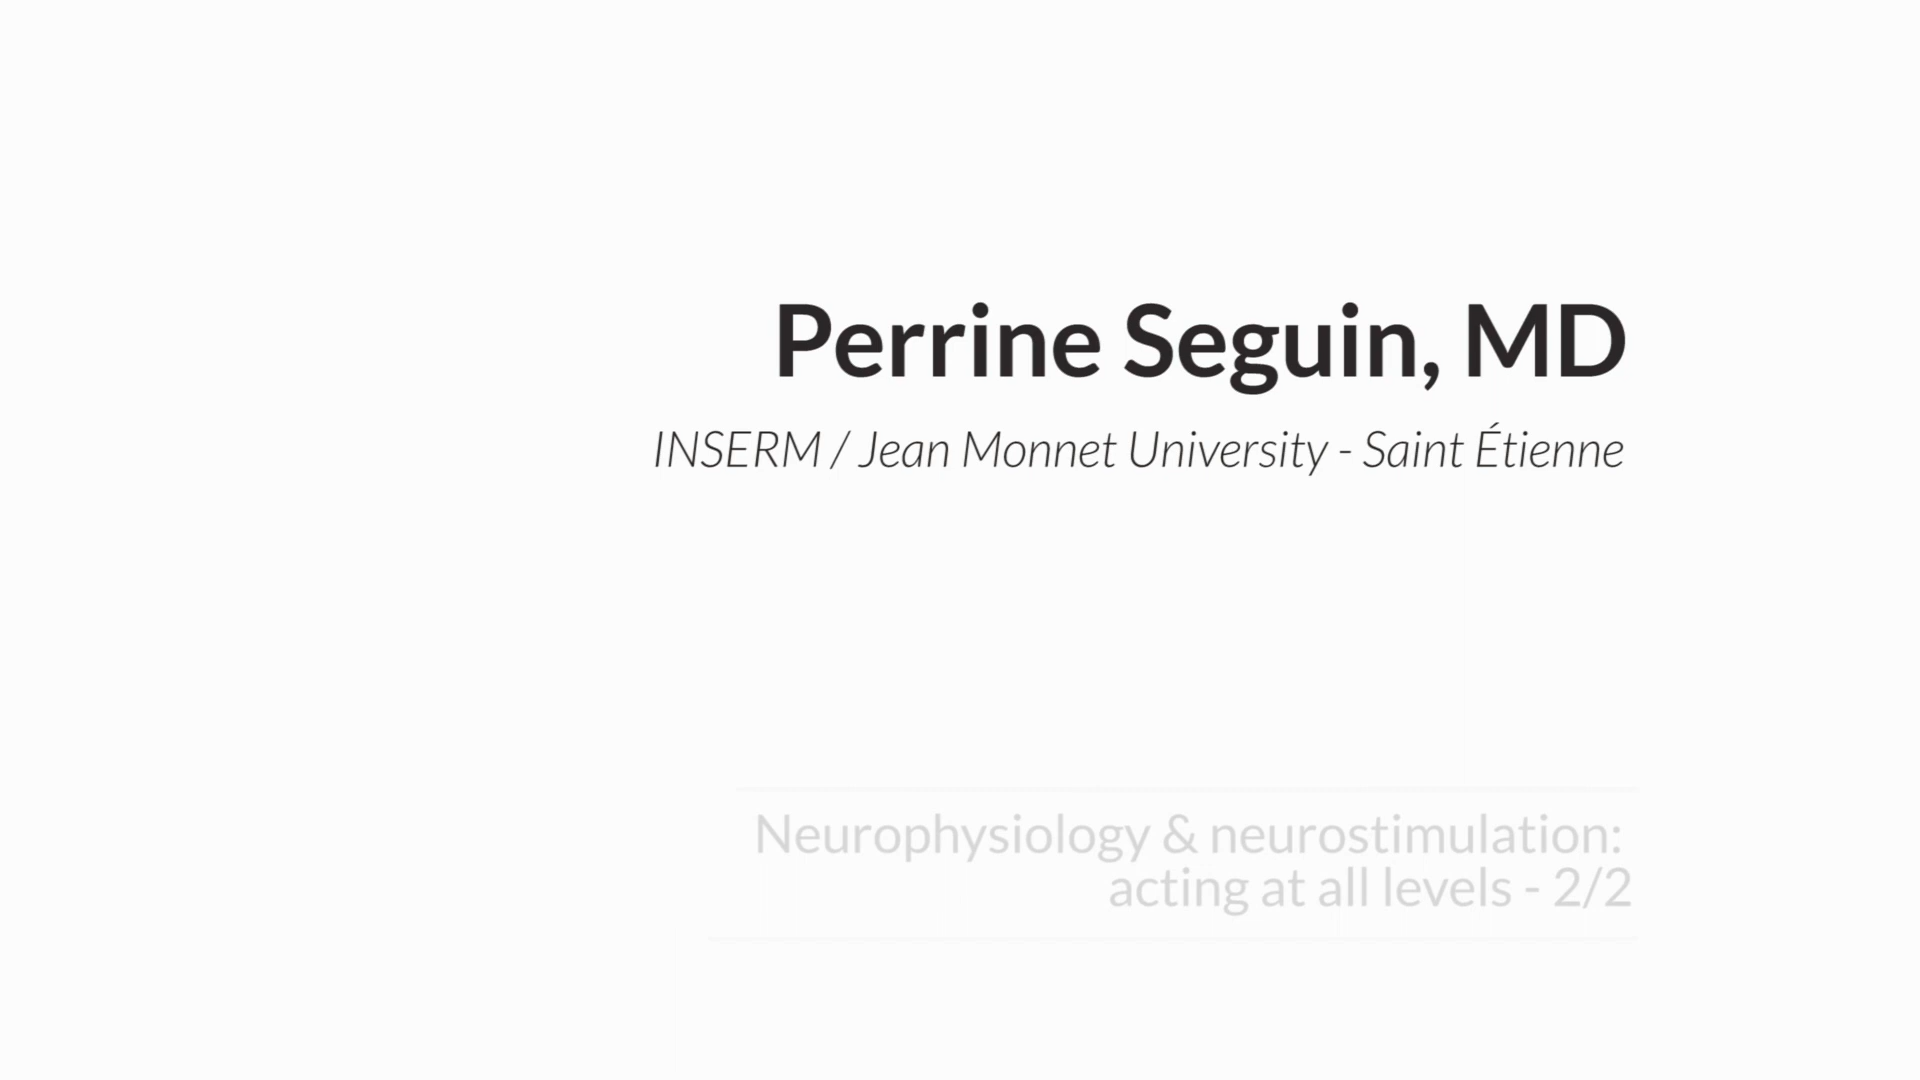 Perrine Seguin, MD
INSERM / Jean Monnet University - Saint Étienne
Neurophysiology & neurostimulation:
acting at all levels - 2/2